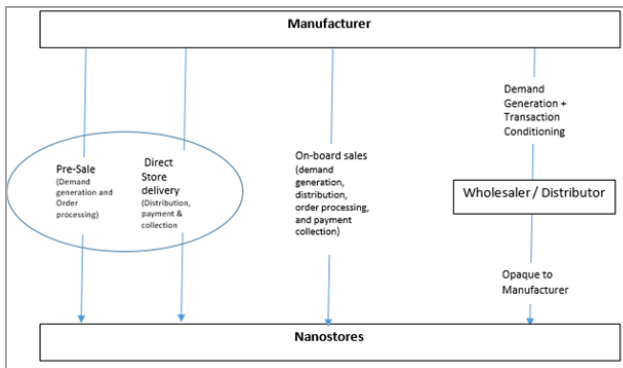 Manufacturer
Pre-Sale
(Demand
generation and
Order
processing)
Direct
Store
delivery
(Distribution,
payment &
collection)
On-board sales
(demand
generation,
distribution,
order processing,
and payment
collection)
Demand
Generation +
Transaction
Conditioning
Wholesaler / Distributor
Opaque to
Manufacturer
Nanostores